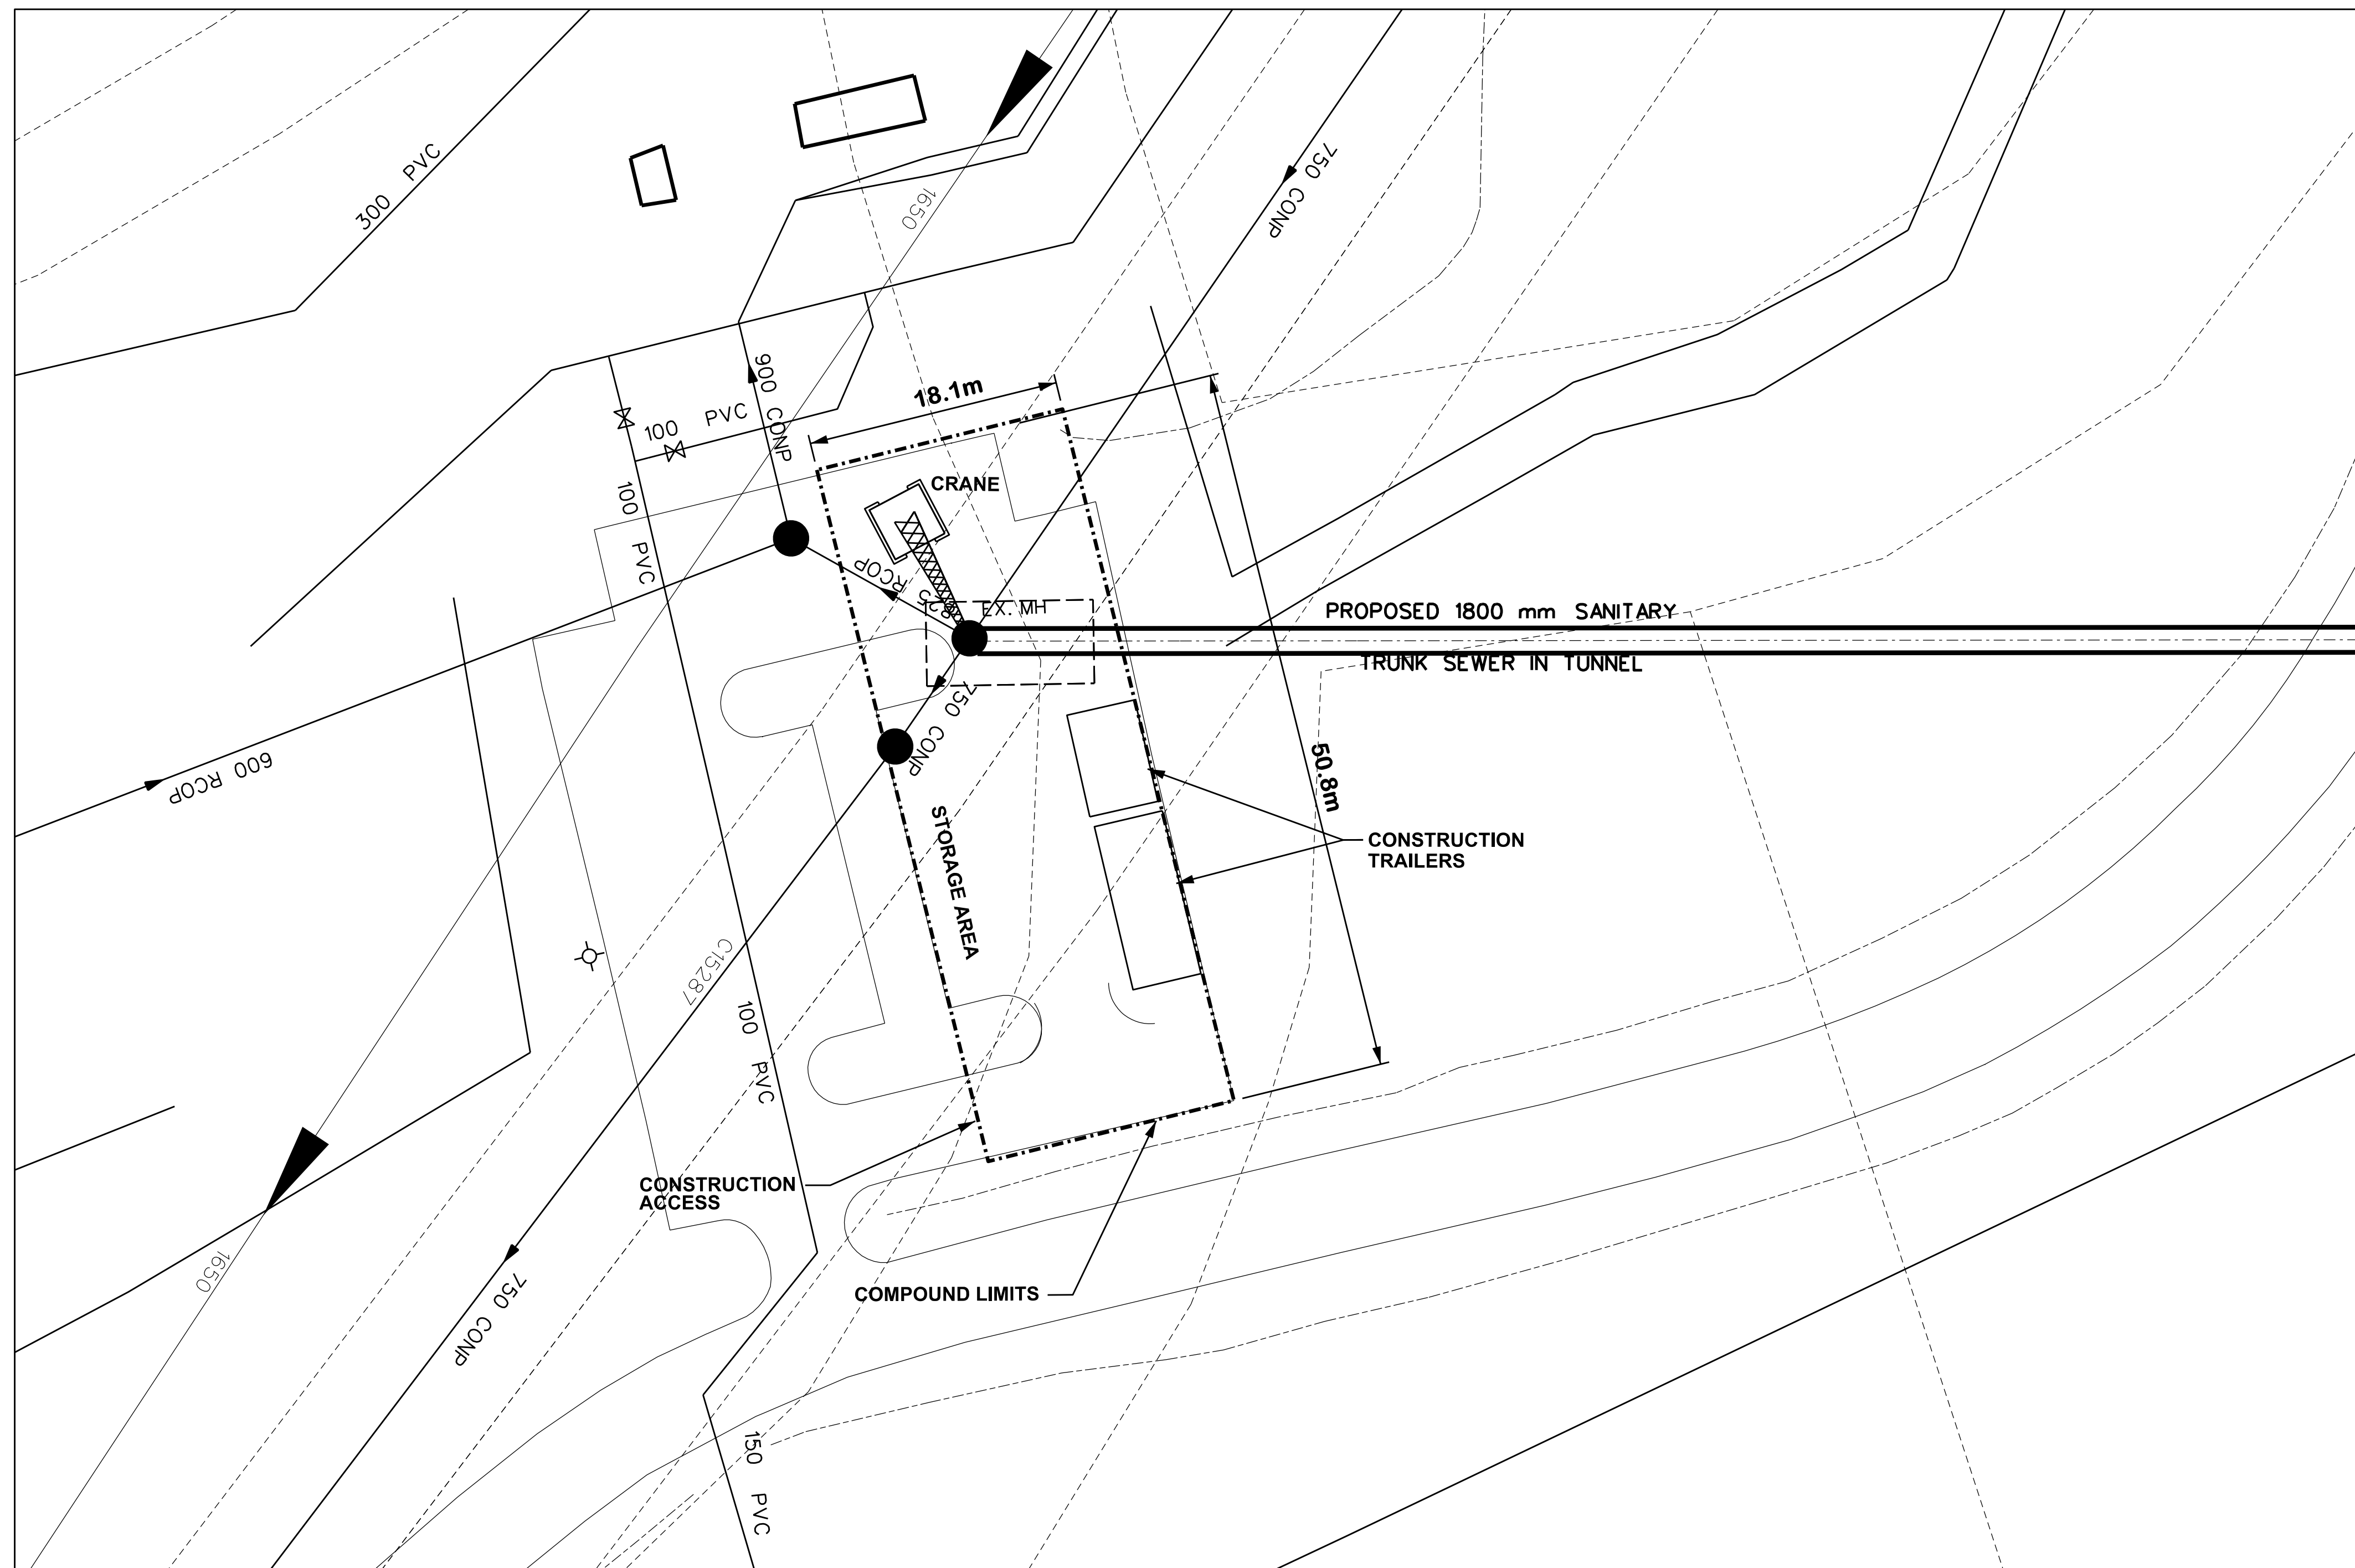 300 PVC
1650
750 CONP
900 CONP
18.1m
100 PVC
CRANE
100 PVC
825 RCOP
EX. MH
PROPOSED 1800 mm SANITARY
TRUNK SEWER IN TUNNEL
750 CONP
600 RCOP
50.8m
STORAGE AREA
CONSTRUCTION
TRAILERS
C15287
100 PVC
CONSTRUCTION
ACCESS
1650
COMPOUND LIMITS
750 CONP
150 PVC